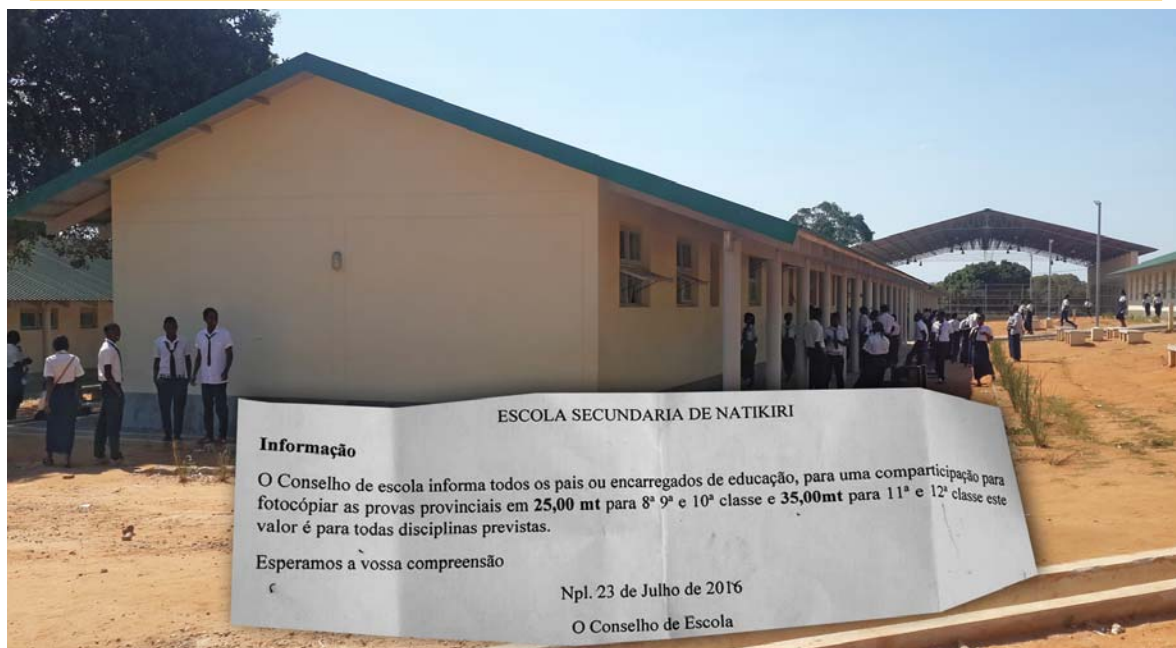 ESCOLA SECUNDARIA DE NATIKIRI
Informação
O Conselho de escola informa todos os pais ou encarregados de educação, para uma comparticipação para
fotocópiar as provas provinciais em 25,00 mt para 8ª 9ª e 10ª classe e 35,00mt para 11ª e 12ª classe este
valor é para todas disciplinas previstas.
Esperamos a vossa compreensão
Npl. 23 de Julho de 2016
O Conselho de Escola